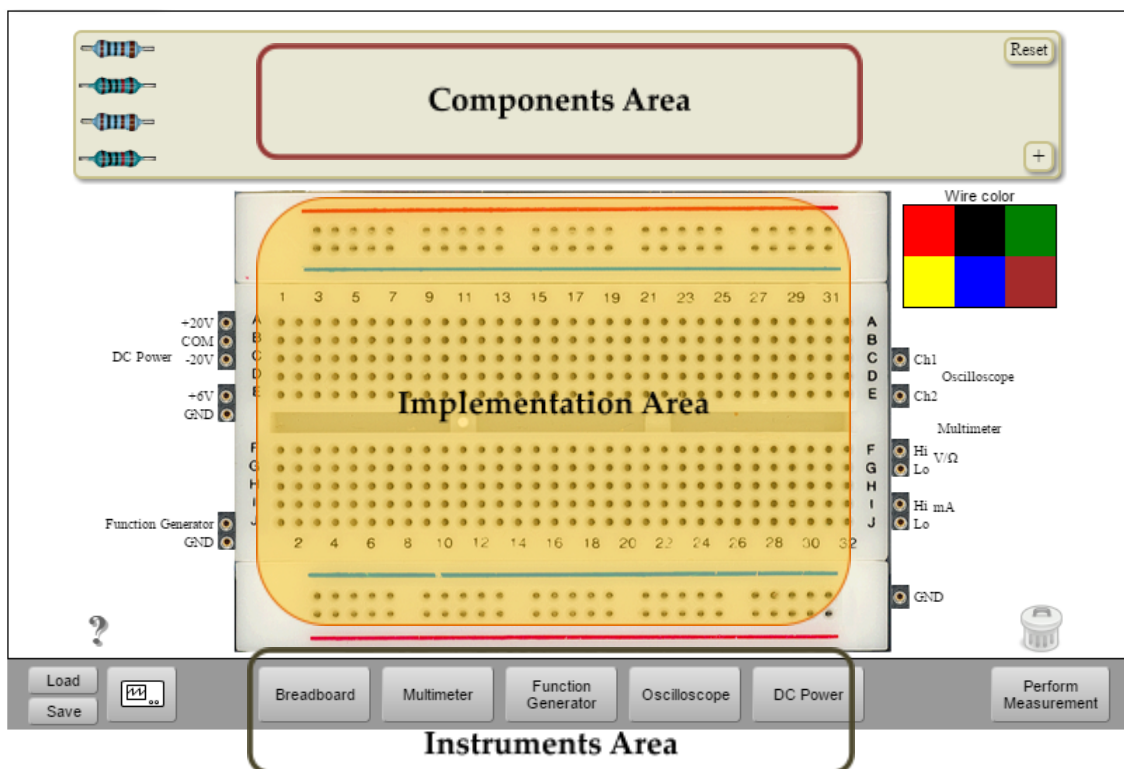 Reset
Components Area
+
Wire color
1 3 5 7 9 11 13 15 17 19 21 23 25 27 29 31
+20V A A
COM B B
DC Power -20V C C Ch1
D D Oscilloscope
+6V E E Ch2
GND
Implementation Area
Multimeter
F F Hi V/Ω
G G Lo
H H
I I Hi mA
Function Generator J J Lo
GND
2 4 6 8 10 12 14 16 18 20 22 24 26 28 30 32
GND
?
Load
Save
Breadboard
Multimeter
Function
Generator
Oscilloscope
DC Power
Perform
Measurement
Instruments Area